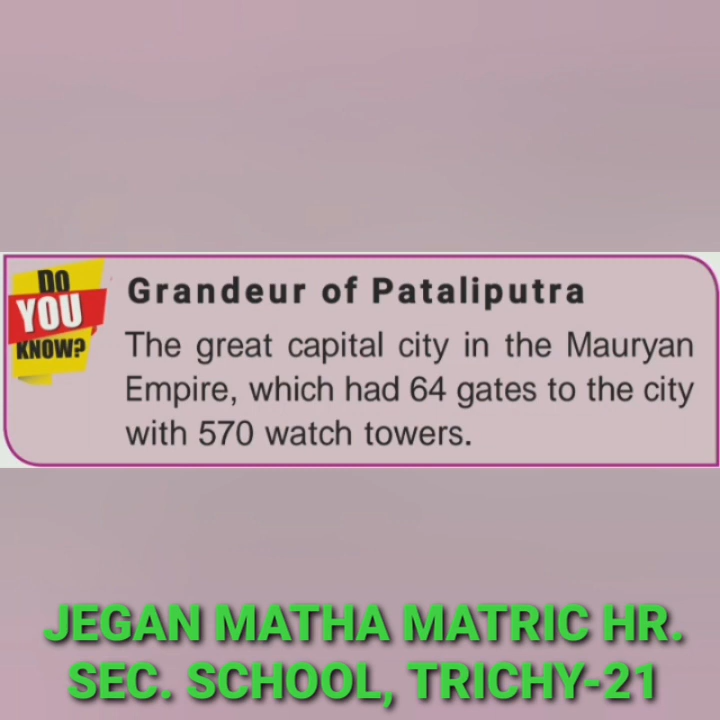 DO
YOU
KNOW?
Grandeur of Pataliputra
The great capital city in the Mauryan
Empire, which had 64 gates to the city
with 570 watch towers.
JEGAN MATHA MATRIC HR.
SEC. SCHOOL, TRICHY-21